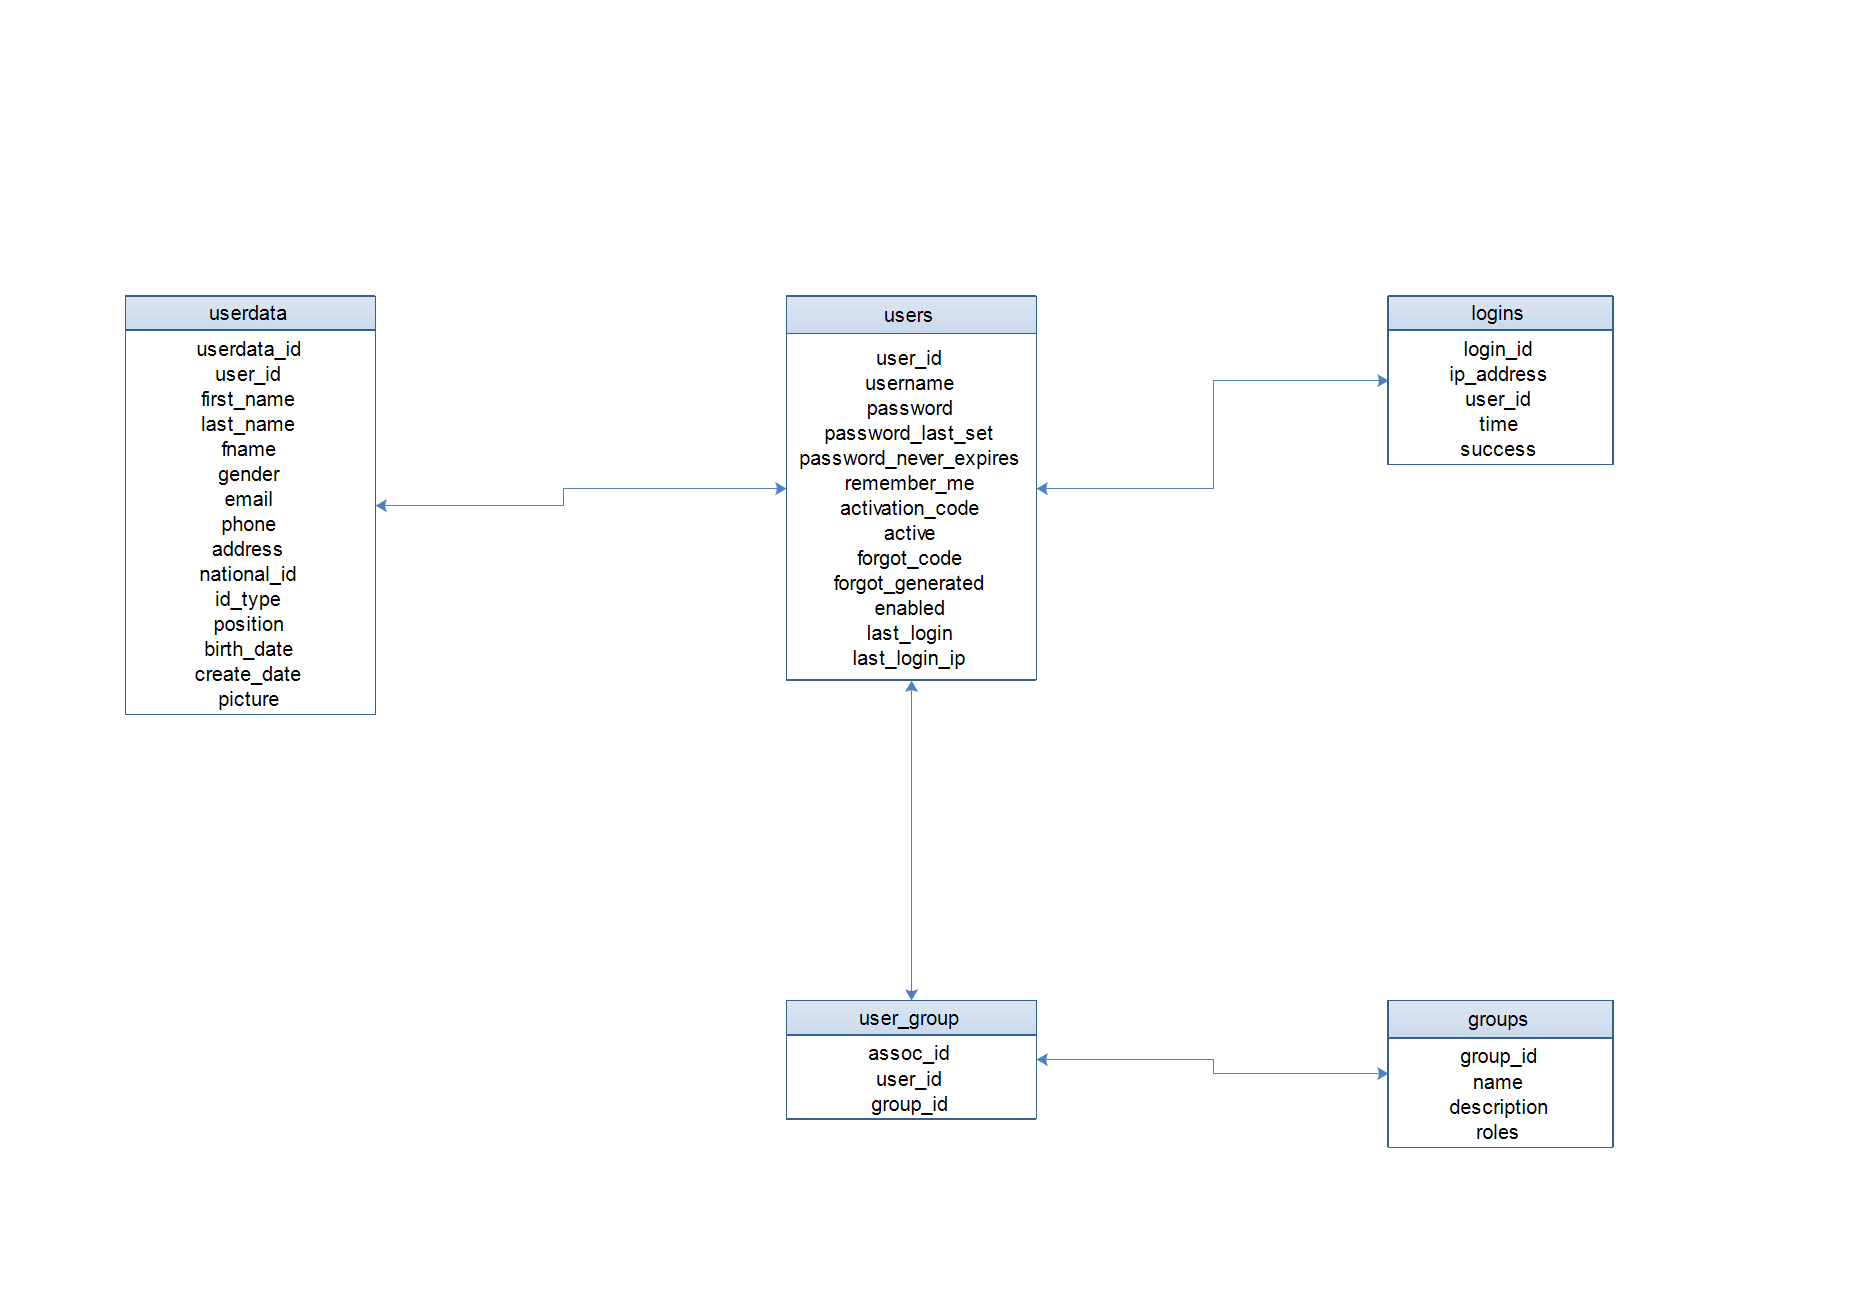 userdata
userdata_id
user_id
first_name
last_name
fname
gender
email
phone
address
national_id
id_type
position
birth_date
create_date
picture
users
user_id
username
password
password_last_set
password_never_expires
remember_me
activation_code
active
forgot_code
forgot_generated
enabled
last_login
last_login_ip
logins
login_id
ip_address
user_id
time
success
user_group
assoc_id
user_id
group_id
groups
group_id
name
description
roles